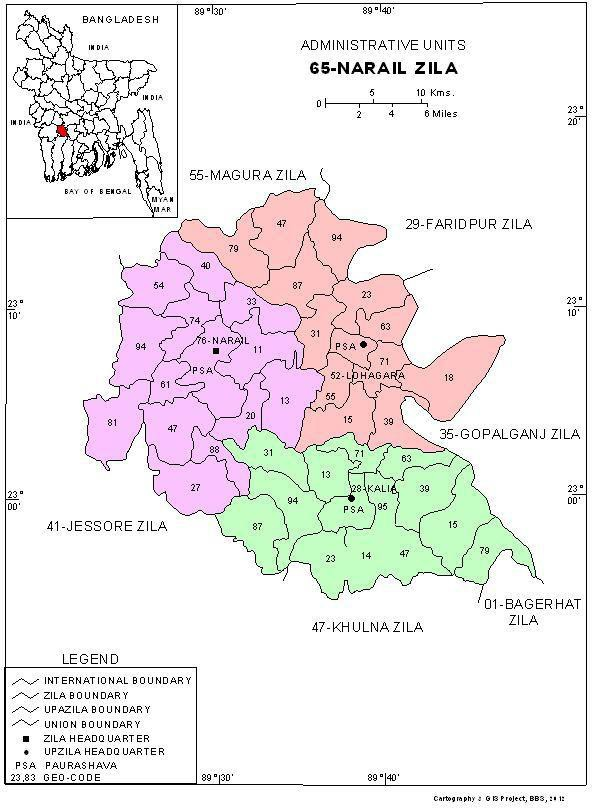 89°30'
89°40'
BANGLADESH
INDIA
INDIA
INDIA
BAY OF BENGAL
MYAN
MAR
ADMINISTRATIVE UNITS
65-NARAIL ZILA
0 5 10 Kms.
2 4 6 Miles
23°
20'
55-MAGURA ZILA
29-FARIDPUR ZILA
47
79
94
40
54
87
23
33
23°
10'
23°
10'
74
31
63
94
76-NARAIL
11
PSA
71
PSA
52-LOHAGARA
18
61
55
13
81
47
20
15
39
35-GOPALGANJ ZILA
88
31
71
63
13
27
28-KALIA
39
23°
00'
23°
00'
94
PSA
95
41-JESSORE ZILA
87
15
23
14
47
79
01-BAGERHAT
ZILA
47-KHULNA ZILA
LEGEND
INTERNATIONAL BOUNDARY
ZILA BOUNDARY
UPAZILA BOUNDARY
UNION BOUNDARY
ZILA HEADQUARTER
UPZILA HEADQUARTER
PSA PAURASHAVA
23,83 GEO-CODE
89°30'
89°40'
Cartography : GIS Project, BBS, 2012